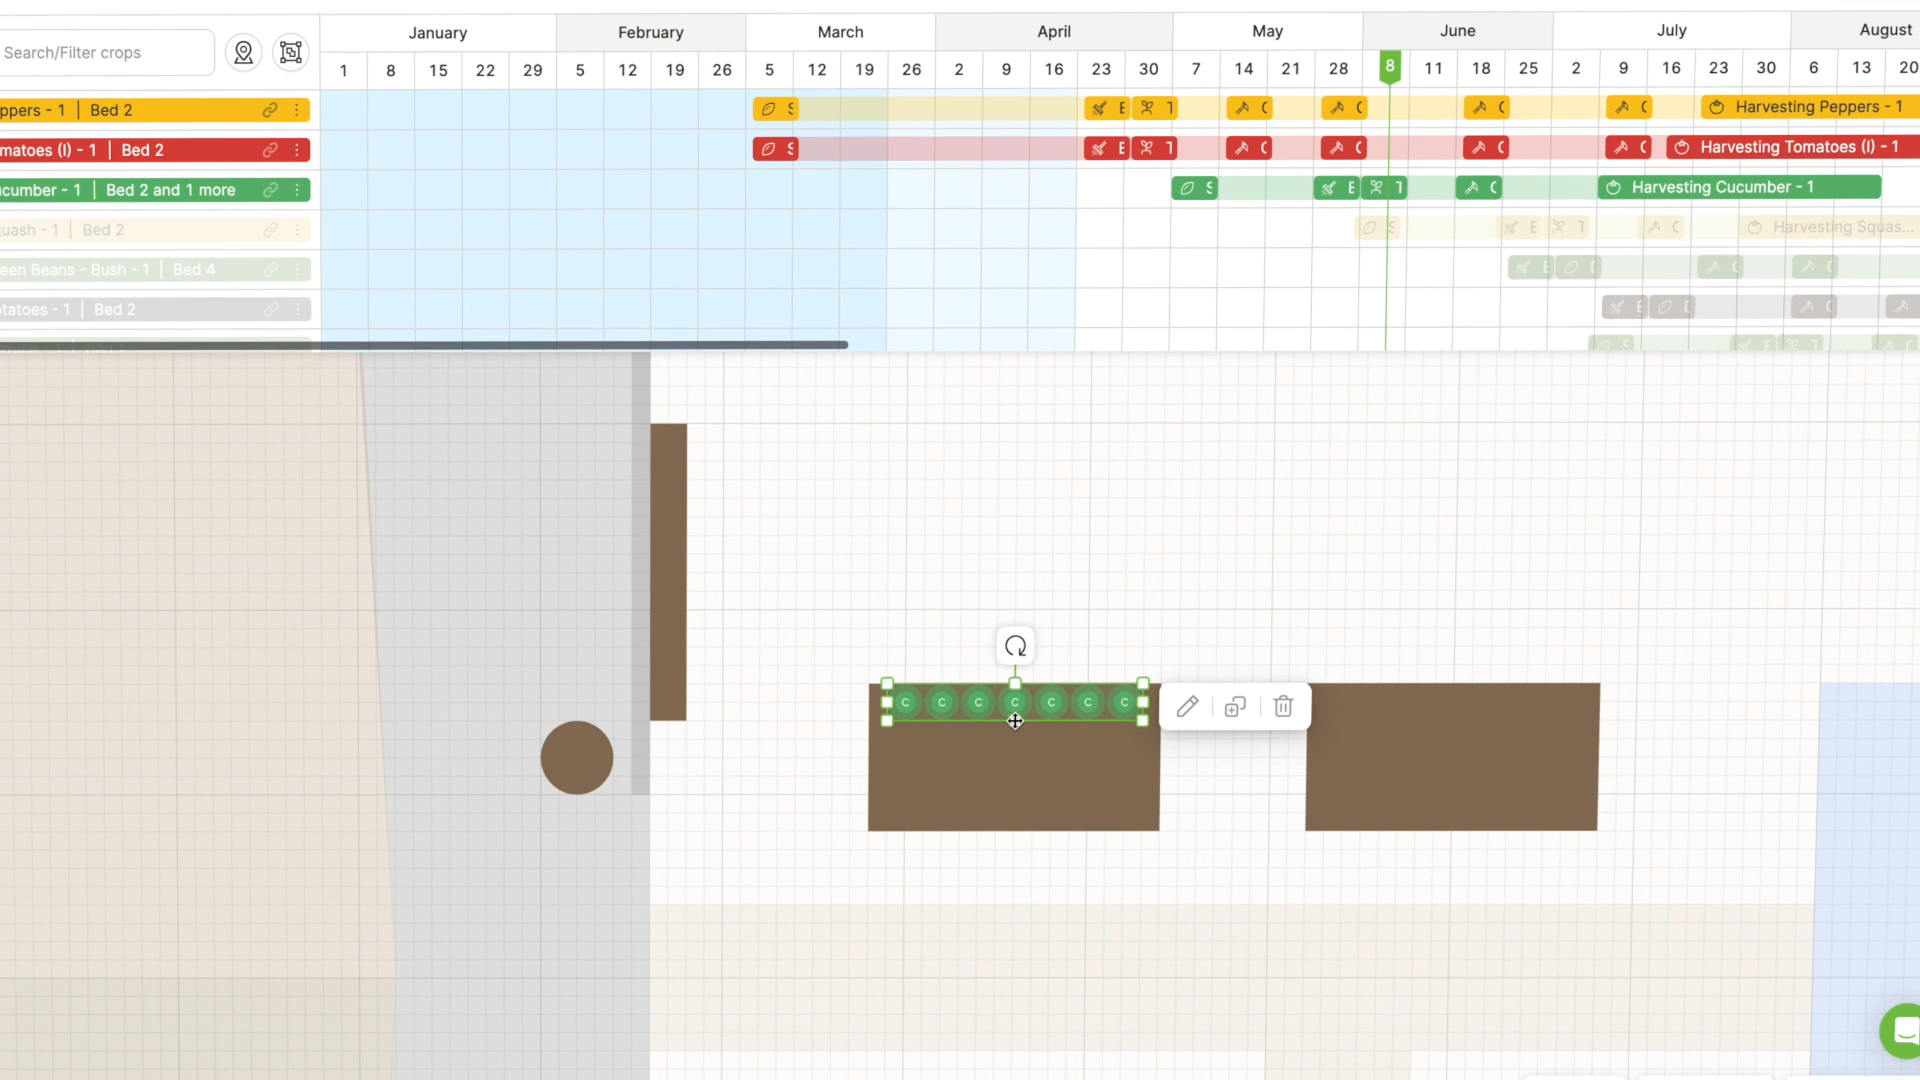 January February March April May June July August
Search/Filter crops
1 8 15 22 29 5 12 19 26 5 12 19 26 2 9 16 23 30 7 14 21 28 8 11 18 25 2 9 16 23 30 6 13 20
ppers - 1 | Bed 2 S E T C C C C Harvesting Peppers - 1
matoes (I) - 1 | Bed 2 S E T C C C C Harvesting Tomatoes (I) - 1
cumber - 1 | Bed 2 and 1 more S E T C Harvesting Cucumber - 1
uash - 1 | Bed 2 S E T C Harvesting Squas...
een Beans - Bush - 1 | Bed 4 E D C C
tatoes - 1 | Bed 2 E D C
C C C C C C C